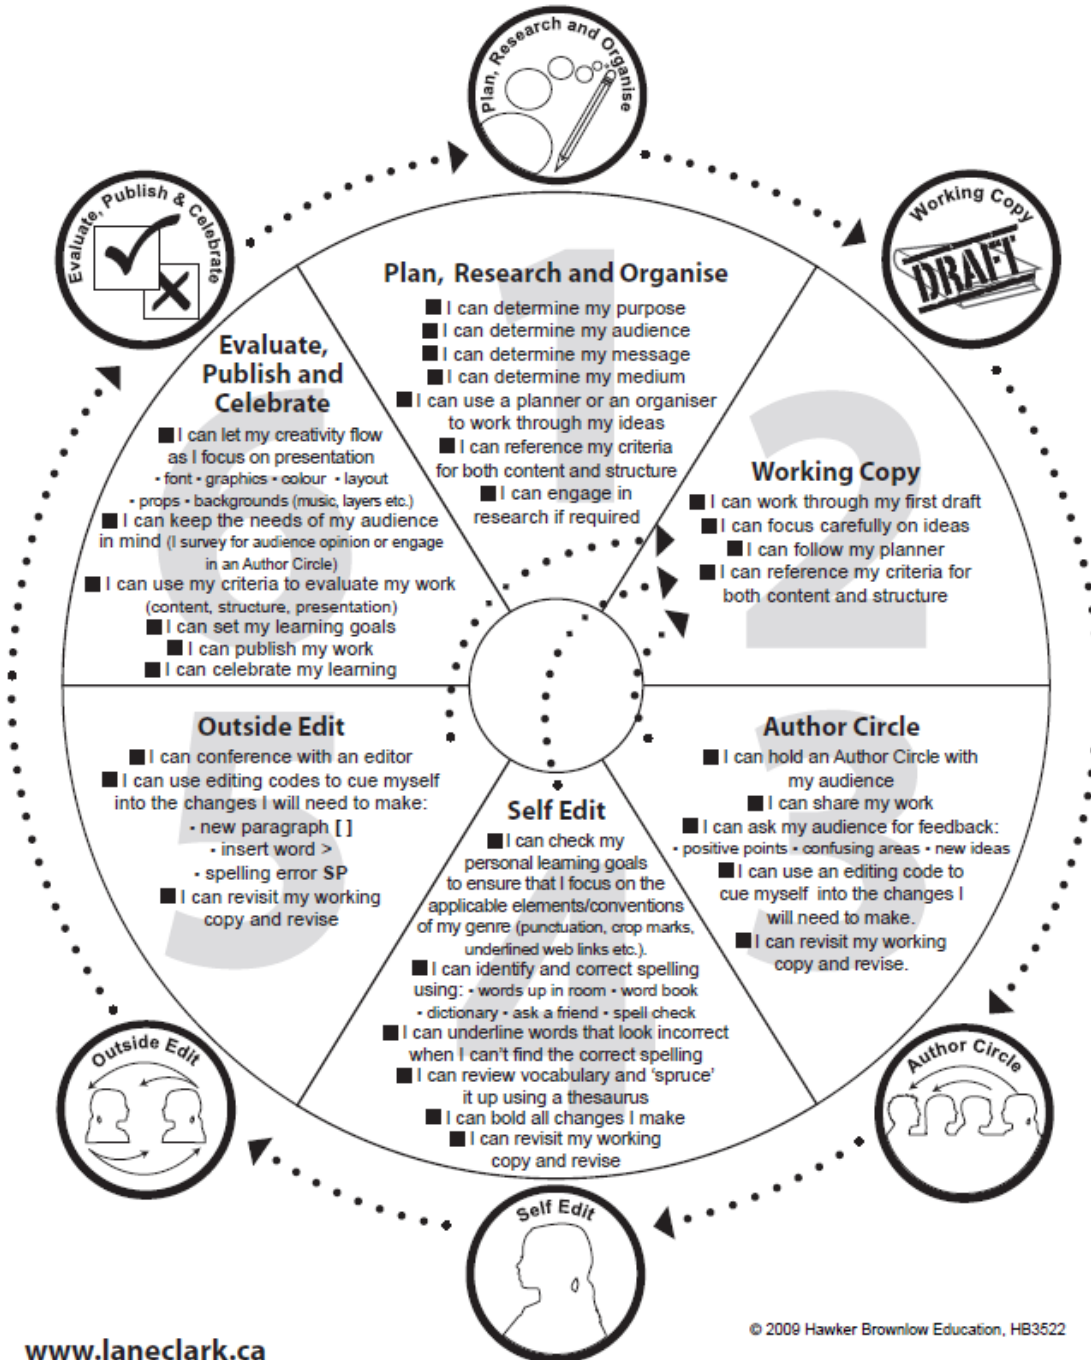 Plan, Research and Organise
Working Copy
DRAFT
Evaluate, Publish & Celebrate
1
Plan, Research and Organise
I can determine my purpose
I can determine my audience
I can determine my message
I can determine my medium
I can use a planner or an organiser
to work through my ideas
I can reference my criteria
for both content and structure
I can engage in
research if required
2
Working Copy
I can work through my first draft
I can focus carefully on ideas
I can follow my planner
I can reference my criteria for
both content and structure
3
Author Circle
I can hold an Author Circle with
my audience
I can share my work
I can ask my audience for feedback:
• positive points • confusing areas • new ideas
I can use an editing code to
cue myself into the changes I
will need to make.
I can revisit my working
copy and revise.
Author Circle
4
Self Edit
I can check my
personal learning goals
to ensure that I focus on the
applicable elements/conventions
of my genre (punctuation, crop marks,
underlined web links etc.).
I can identify and correct spelling
using: • words up in room • word book
• dictionary • ask a friend • spell check
I can underline words that look incorrect
when I can't find the correct spelling
I can review vocabulary and 'spruce'
it up using a thesaurus
I can bold all changes I make
I can revisit my working
copy and revise
Self Edit
5
Outside Edit
I can conference with an editor
I can use editing codes to cue myself
into the changes I will need to make:
• new paragraph [ ]
• insert word >
• spelling error SP
I can revisit my working
copy and revise
Outside Edit
6
Evaluate,
Publish and
Celebrate
I can let my creativity flow
as I focus on presentation
• font • graphics • colour • layout
• props • backgrounds (music, layers etc.)
I can keep the needs of my audience
in mind (I survey for audience opinion or engage
in an Author Circle)
I can use my criteria to evaluate my work
(content, structure, presentation)
I can set my learning goals
I can publish my work
I can celebrate my learning
www.laneclark.ca
© 2009 Hawker Brownlow Education, HB3522